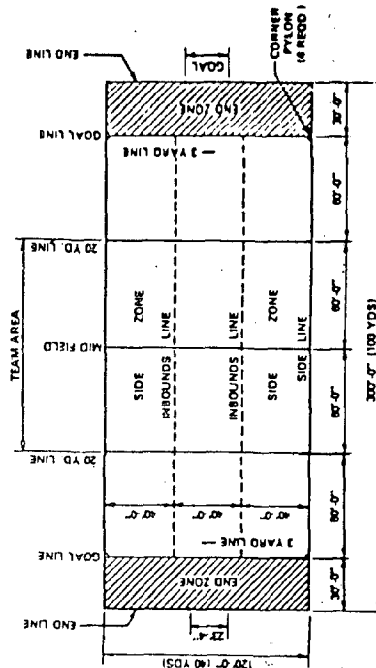 END LINE
GOAL
CORNER
PYLON
(4 REQD)
END ZONE
GOAL LINE
3 YARD LINE
30'-0"
60'-0"
20 YD. LINE
TEAM AREA
SIDE ZONE
INBOUNDS LINE
INBOUNDS LINE
SIDE ZONE
SIDE LINE
60'-0"
MID FIELD
60'-0"
300'-0" (100 YDS)
20 YD. LINE
40'-0"
40'-0"
40'-0"
60'-0"
3 YARD LINE
GOAL LINE
END ZONE
30'-0"
END LINE
23'-4"
120'-0" (40 YDS)